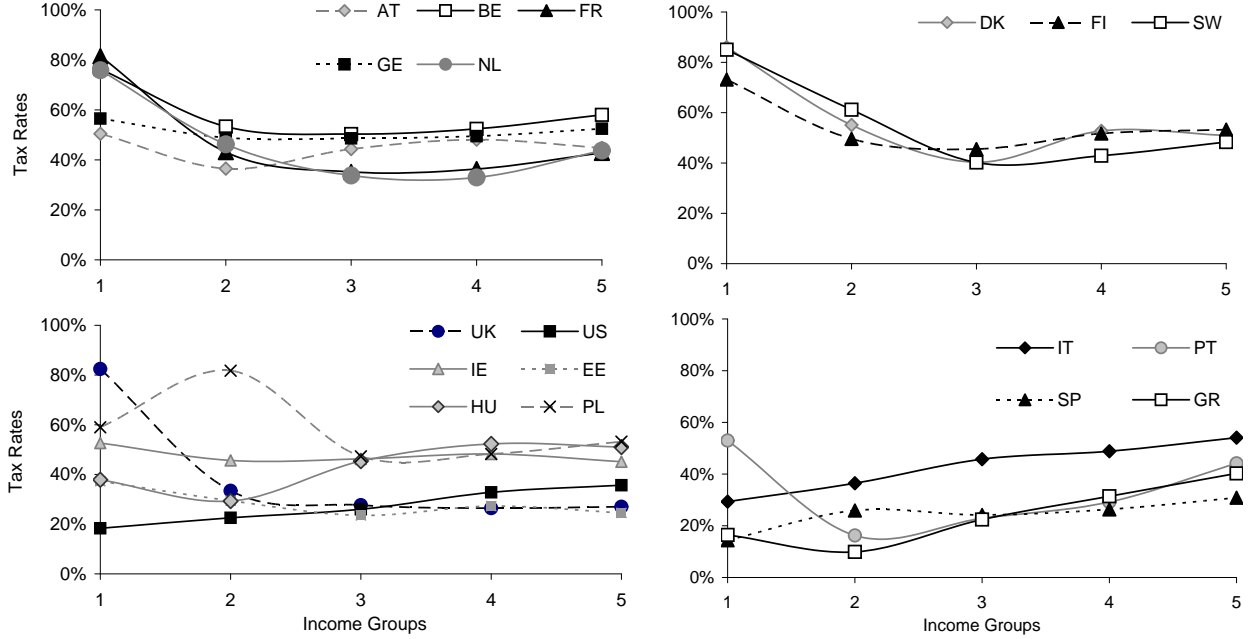 AT BE FR
GE NL
100%
80%
60%
40%
20%
0%
Tax Rates
1 2 3 4 5
DK FI SW
100%
80%
60%
40%
20%
0%
1 2 3 4 5
UK US
IE EE
HU PL
100%
80%
60%
40%
20%
0%
Tax Rates
1 2 3 4 5
Income Groups
IT PT
SP GR
100%
80%
60%
40%
20%
0%
1 2 3 4 5
Income Groups